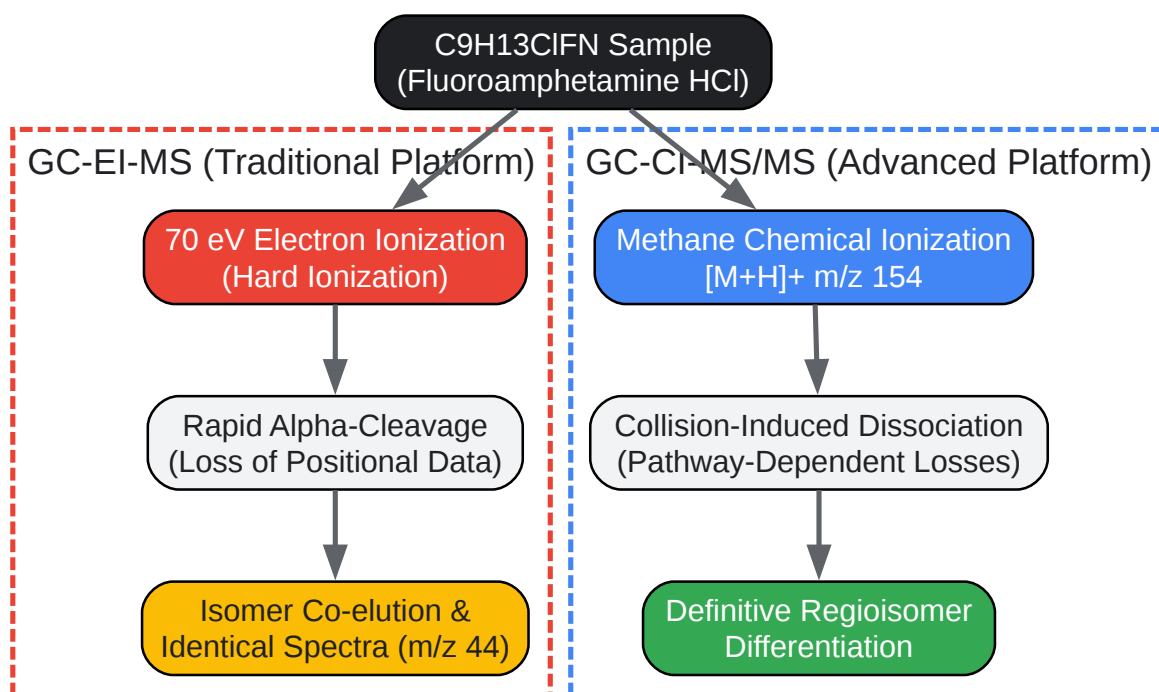 C9H13ClFN Sample
(Fluoroamphetamine HCl)
GC-EI-MS (Traditional Platform)
GC-CI-MS/MS (Advanced Platform)
70 eV Electron Ionization
(Hard Ionization)
Methane Chemical Ionization
[M+H]+ m/z 154
Rapid Alpha-Cleavage
(Loss of Positional Data)
Collision-Induced Dissociation
(Pathway-Dependent Losses)
Isomer Co-elution &
Identical Spectra (m/z 44)
Definitive Regioisomer
Differentiation